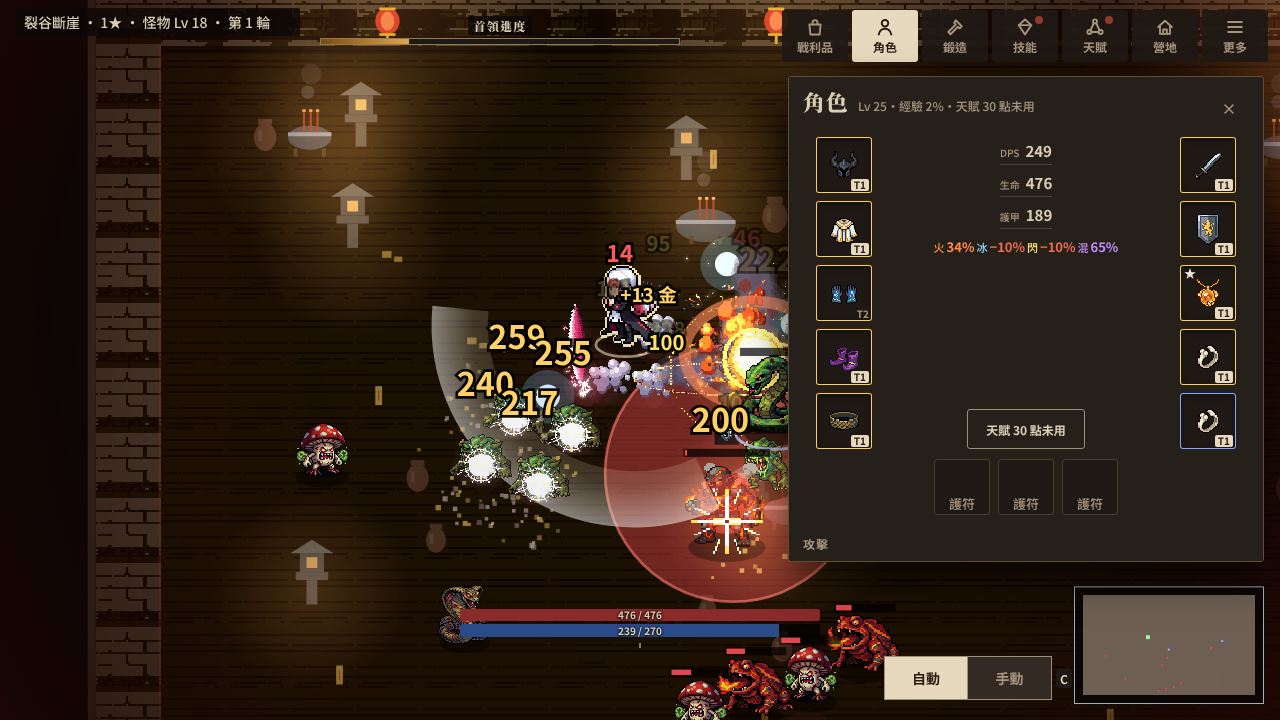 裂谷斷崖 · 1★ · 怪物 Lv 18 · 第 1 輪
首領進度
戰利品
角色
鍛造
技能
天賦
營地
更多
角色
Lv 25・經驗 2%・天賦 30 點未用
DPS 249
生命 476
護甲 189
火 34% 冰 −10% 閃 −10% 混 65%
T1
T1
T1
T1
T2
T1
T1
T1
T1
T1
天賦 30 點未用
護符
護符
護符
攻擊
14
95
46
222
+13 金
100
259
255
240
217
200
476 / 476
239 / 270
自動
手動
C